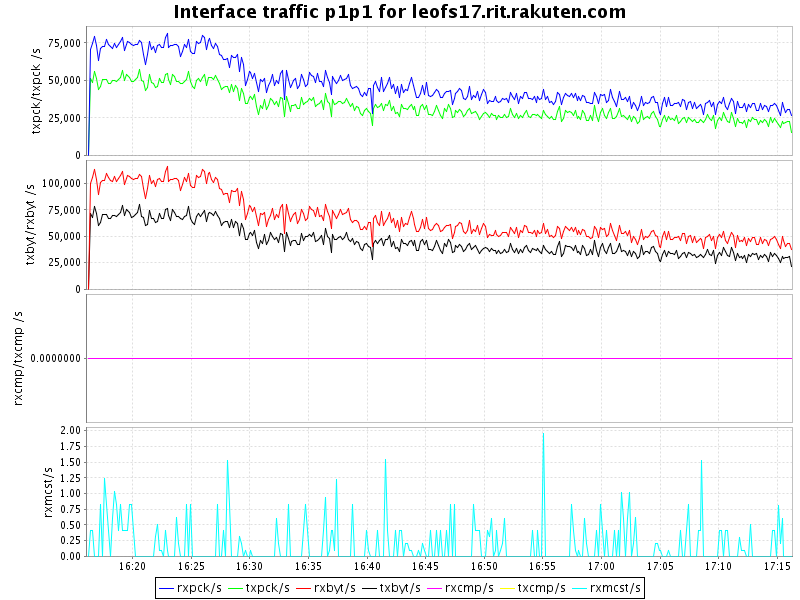 Interface traffic p1p1 for leofs17.rit.rakuten.com
txpck/txpck /s
75,000
50,000
25,000
0
txbyt/rxbyt /s
100,000
75,000
50,000
25,000
0
rxcmp/txcmp /s
0.0000000
rxmcst/s
2.00
1.75
1.50
1.25
1.00
0.75
0.50
0.25
0.00
16:20 16:25 16:30 16:35 16:40 16:45 16:50 16:55 17:00 17:05 17:10 17:15
rxpck/s txpck/s rxbyt/s txbyt/s rxcmp/s txcmp/s rxmcst/s